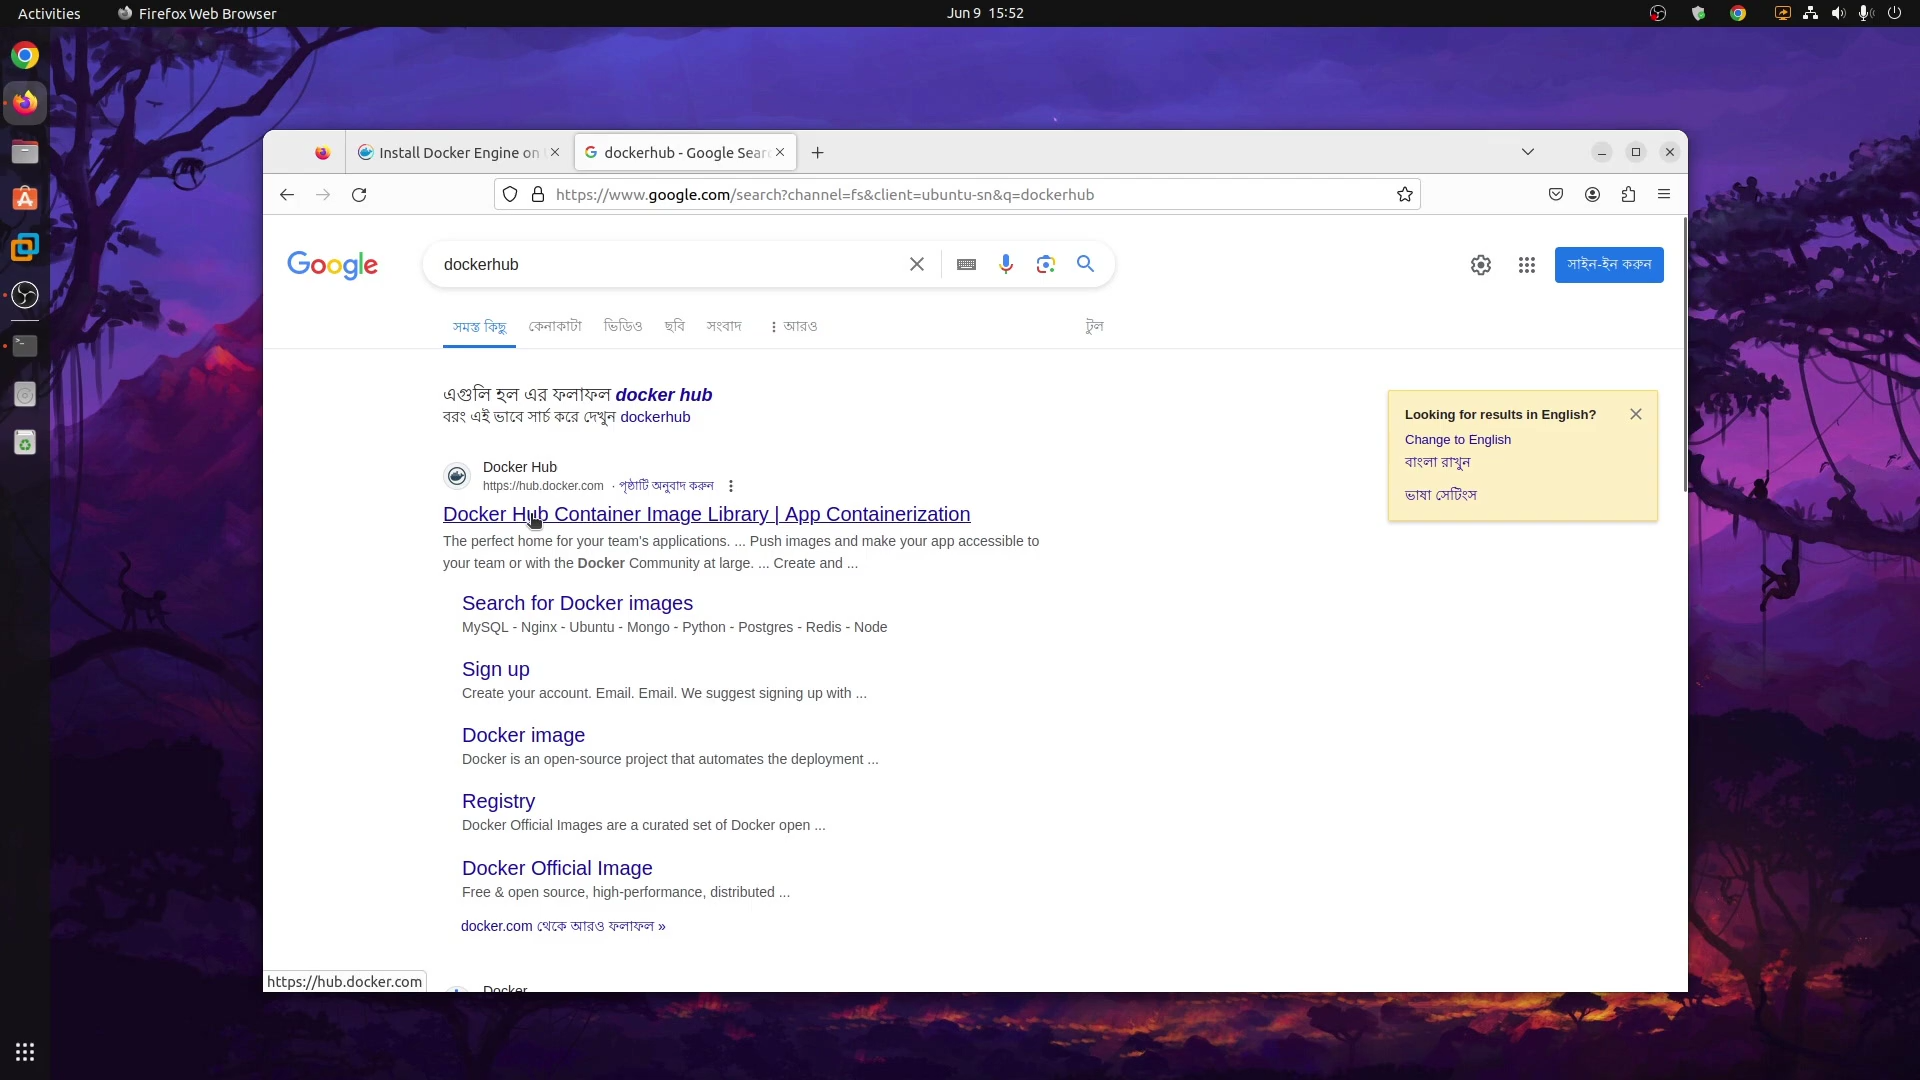 Activities
Firefox Web Browser
Jun 9 15:52
Install Docker Engine on
dockerhub - Google Sear
https://www.google.com/search?channel=fs&client=ubuntu-sn&q=dockerhub
Google
dockerhub
সাইন-ইন করুন
সমস্ত কিছু
কেনাকাটা
ভিডিও
ছবি
সংবাদ
আরও
টুল
এগুলি হল এর ফলাফল docker hub
বরং এই ভাবে সার্চ করে দেখুন dockerhub
Looking for results in English?
Change to English
বাংলা রাখুন
ভাষা সেটিংস
Docker Hub
https://hub.docker.com · পৃষ্ঠাটি অনুবাদ করুন
Docker Hub Container Image Library | App Containerization
The perfect home for your team's applications. ... Push images and make your app accessible to
your team or with the Docker Community at large. ... Create and ...
Search for Docker images
MySQL - Nginx - Ubuntu - Mongo - Python - Postgres - Redis - Node
Sign up
Create your account. Email. Email. We suggest signing up with ...
Docker image
Docker is an open-source project that automates the deployment ...
Registry
Docker Official Images are a curated set of Docker open ...
Docker Official Image
Free & open source, high-performance, distributed ...
docker.com থেকে আরও ফলাফল »
https://hub.docker.com
Docker